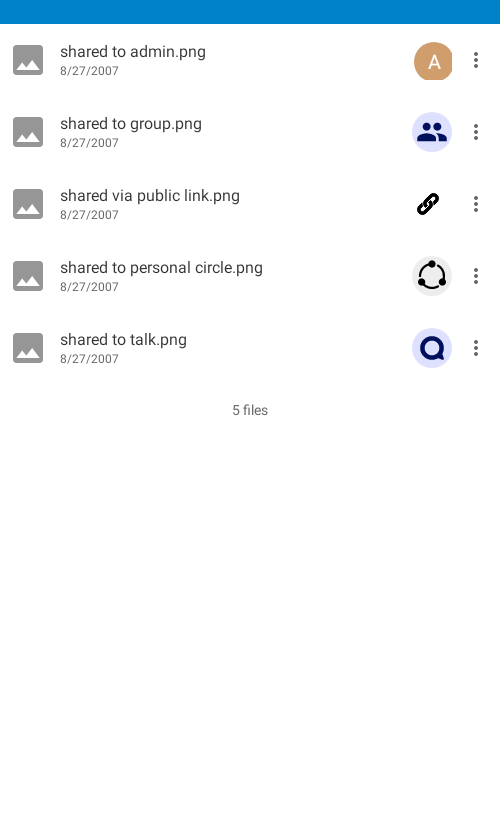 shared to admin.png
8/27/2007
A
shared to group.png
8/27/2007
shared via public link.png
8/27/2007
shared to personal circle.png
8/27/2007
shared to talk.png
8/27/2007
5 files